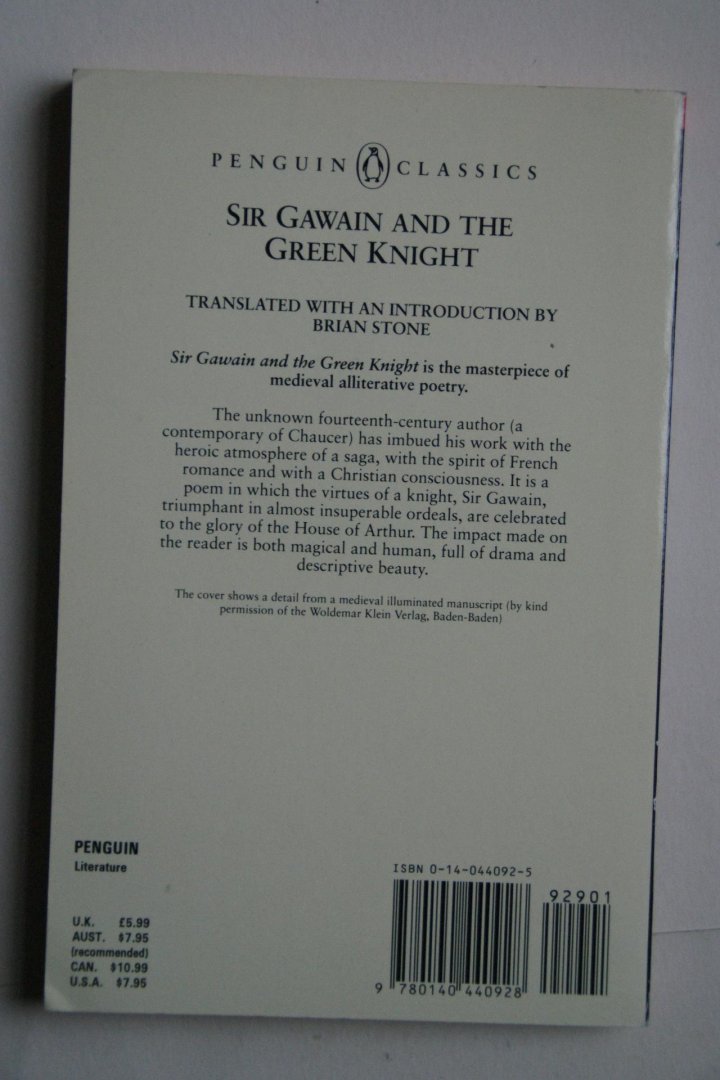 PENGUIN CLASSICS
SIR GAWAIN AND THE
GREEN KNIGHT
TRANSLATED WITH AN INTRODUCTION BY
BRIAN STONE
Sir Gawain and the Green Knight is the masterpiece of
medieval alliterative poetry.
The unknown fourteenth-century author (a
contemporary of Chaucer) has imbued his work with the
heroic atmosphere of a saga, with the spirit of French
romance and with a Christian consciousness. It is a
poem in which the virtues of a knight, Sir Gawain,
triumphant in almost insuperable ordeals, are celebrated
to the glory of the House of Arthur. The impact made on
the reader is both magical and human, full of drama and
descriptive beauty.
The cover shows a detail from a medieval illuminated manuscript (by kind
permission of the Woldemar Klein Verlag, Baden-Baden)
PENGUIN
Literature
U.K. £5.99
AUST. $7.95
(recommended)
CAN. $10.99
U.S.A. $7.95
ISBN 0-14-044092-5
92901
9 780140 440928